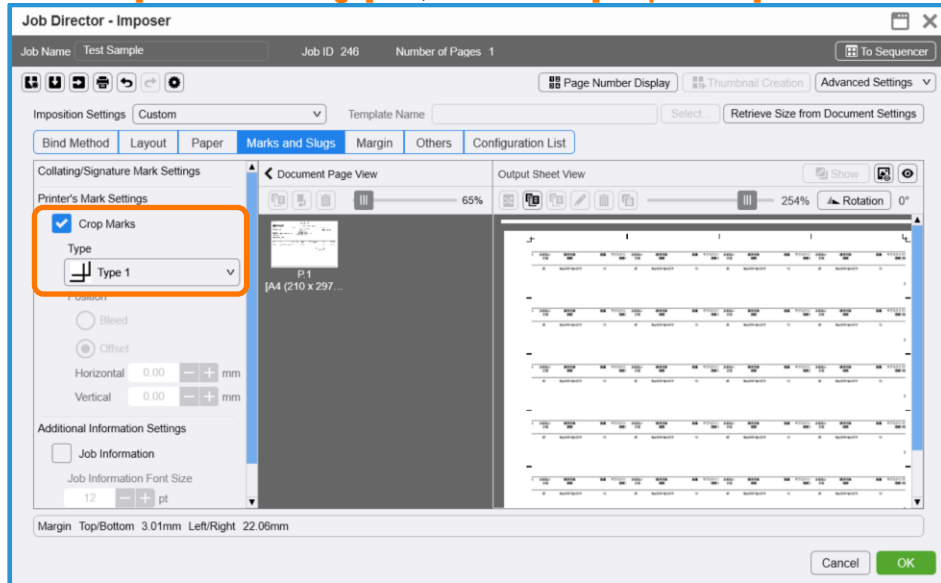 Job Director - Imposer
Job Name Test Sample Job ID 246 Number of Pages 1 To Sequencer
Page Number Display Thumbnail Creation Advanced Settings
Imposition Settings Custom Template Name Select... Retrieve Size from Document Settings
Bind Method Layout Paper Marks and Slugs Margin Others Configuration List
Collating/Signature Mark Settings Document Page View Output Sheet View Show
Printer's Mark Settings 65% 254% Rotation 0°
Crop Marks
Type
Type 1
P.1
[A4 (210 x 297...
Position
Bleed
Offset
Horizontal 0.00 mm
Vertical 0.00 mm
Additional Information Settings
Job Information
Job Information Font Size
12 pt
Margin Top/Bottom 3.01mm Left/Right 22.06mm
Cancel OK